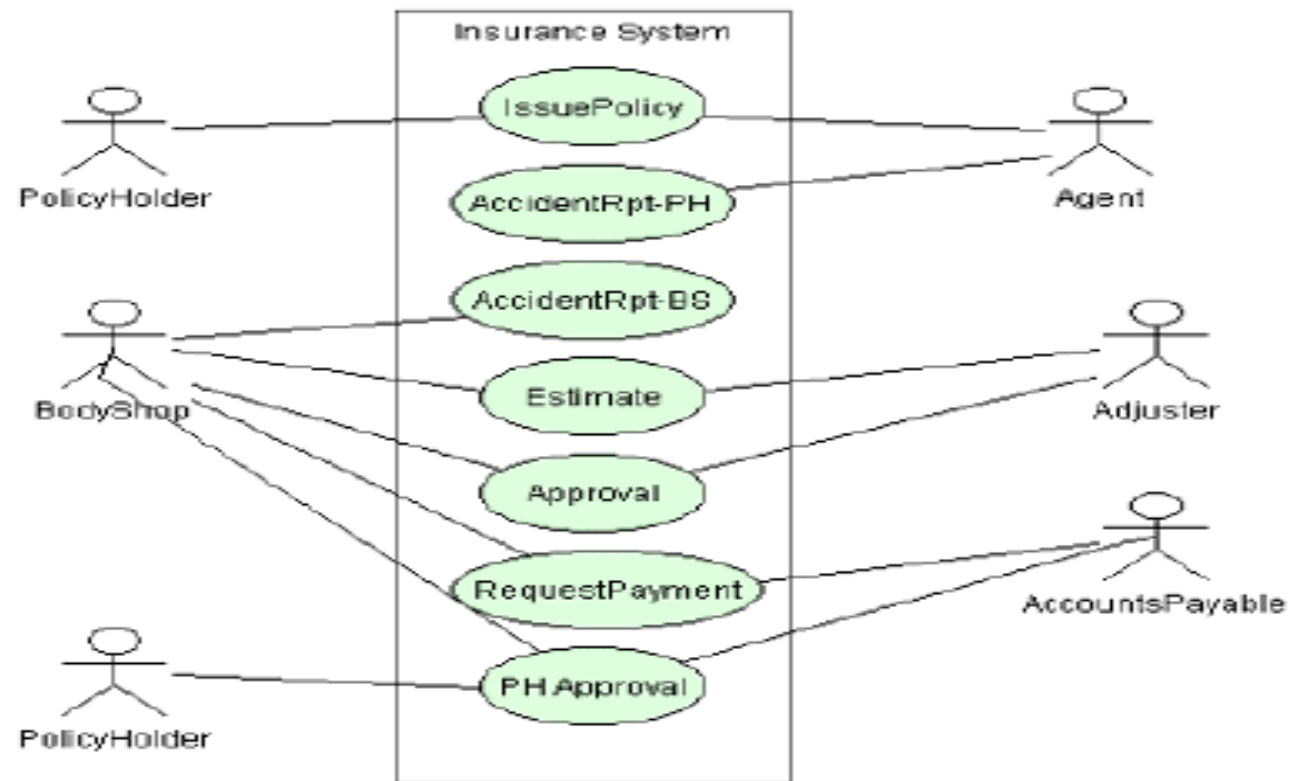 Insurance System
IssuePolicy
PolicyHolder
Agent
AccidentRpt-PH
AccidentRpt-BS
BodyShop
Estimate
Adjuster
Approval
RequestPayment
AccountsPayable
PH Approval
PolicyHolder